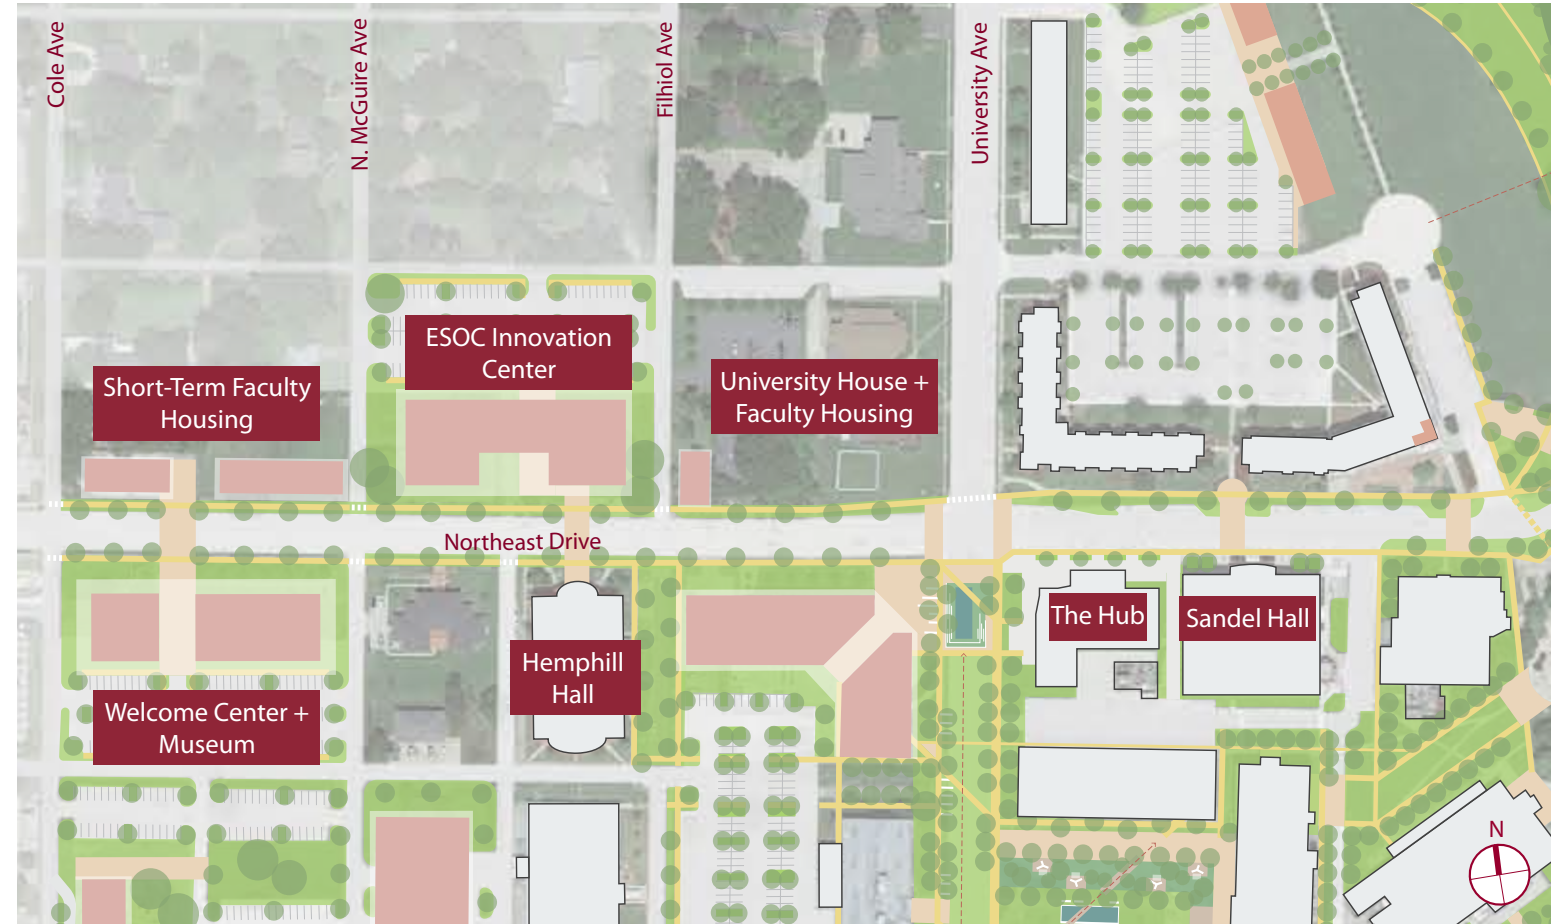 Cole Ave
N. McGuire Ave
Filhiol Ave
University Ave
ESOC Innovation
Center
Short-Term Faculty
Housing
University House +
Faculty Housing
Northeast Drive
The Hub
Sandel Hall
Hemphill
Hall
Welcome Center +
Museum
N